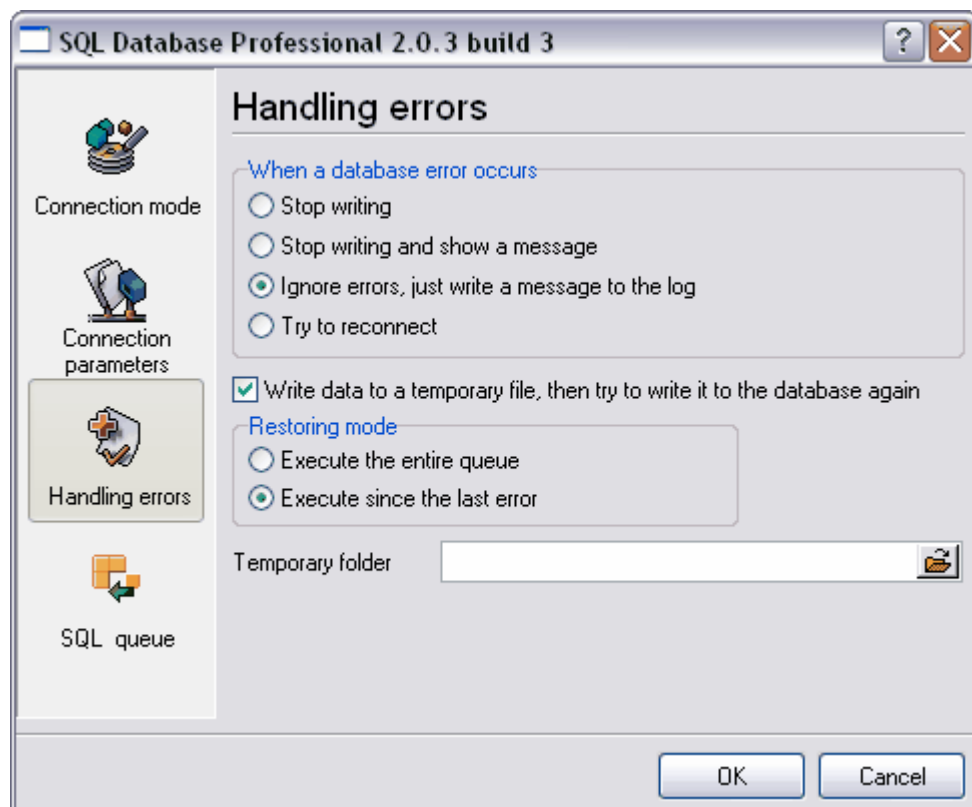 SQL Database Professional 2.0.3 build 3
Connection mode
Connection
parameters
Handling errors
SQL queue
Handling errors
When a database error occurs
Stop writing
Stop writing and show a message
Ignore errors, just write a message to the log
Try to reconnect
Write data to a temporary file, then try to write it to the database again
Restoring mode
Execute the entire queue
Execute since the last error
Temporary folder
OK
Cancel